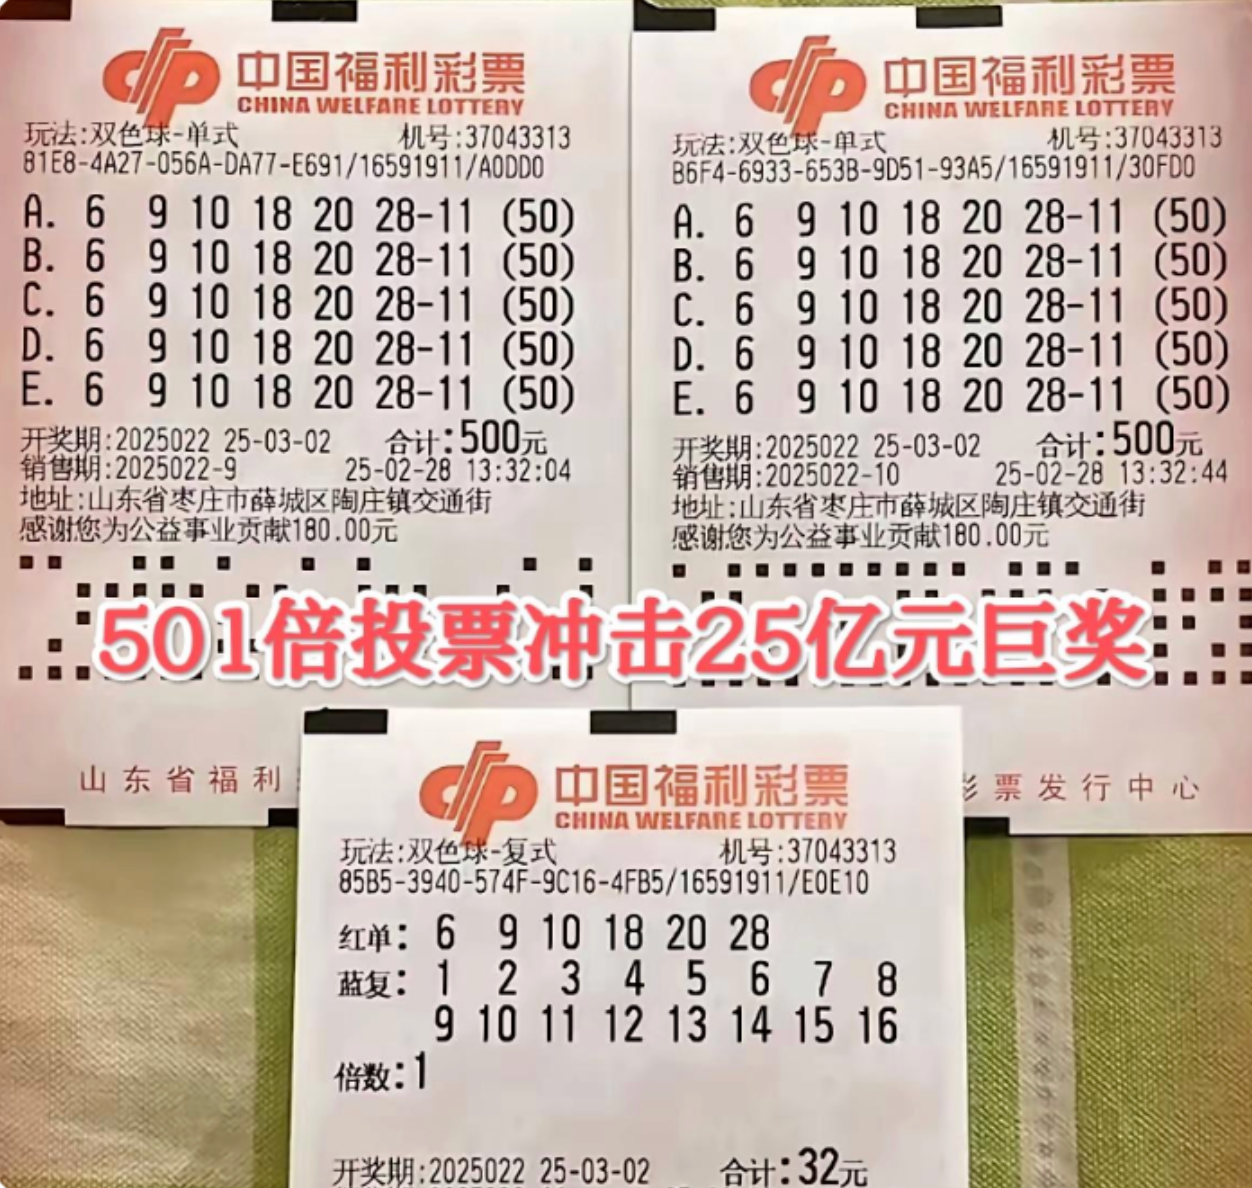 中国福利彩票
CHINA WELFARE LOTTERY
玩法:双色球-单式 机号:37043313
81E8-4A27-056A-DA77-E691/16591911/A0DD0
A. 6 9 10 18 20 28-11 (50)
B. 6 9 10 18 20 28-11 (50)
C. 6 9 10 18 20 28-11 (50)
D. 6 9 10 18 20 28-11 (50)
E. 6 9 10 18 20 28-11 (50)
开奖期:2025022 25-03-02 合计:500元
销售期:2025022-9 25-02-28 13:32:04
地址:山东省枣庄市薛城区陶庄镇交通街
感谢您为公益事业贡献180.00元
山东省福利
中国福利彩票
CHINA WELFARE LOTTERY
玩法:双色球-单式 机号:37043313
B6F4-6933-653B-9D51-93A5/16591911/30FD0
A. 6 9 10 18 20 28-11 (50)
B. 6 9 10 18 20 28-11 (50)
C. 6 9 10 18 20 28-11 (50)
D. 6 9 10 18 20 28-11 (50)
E. 6 9 10 18 20 28-11 (50)
开奖期:2025022 25-03-02 合计:500元
销售期:2025022-10 25-02-28 13:32:44
地址:山东省枣庄市薛城区陶庄镇交通街
感谢您为公益事业贡献180.00元
票发行中心
501倍投票冲击25亿元巨奖
中国福利彩票
CHINA WELFARE LOTTERY
玩法:双色球-复式 机号:37043313
85B5-3940-574F-9C16-4FB5/16591911/E0E10
红单: 6 9 10 18 20 28
蓝复: 1 2 3 4 5 6 7 8
9 10 11 12 13 14 15 16
倍数:1
开奖期:2025022 25-03-02 合计:32元